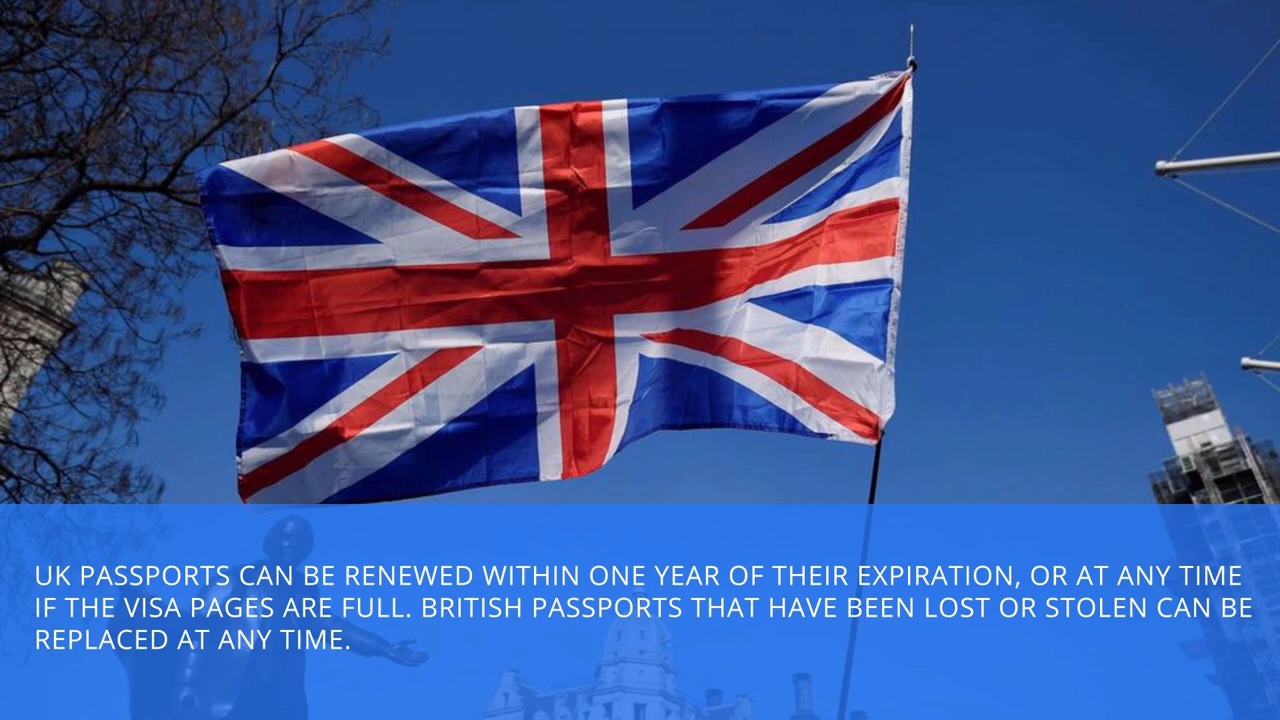 UK PASSPORTS CAN BE RENEWED WITHIN ONE YEAR OF THEIR EXPIRATION, OR AT ANY TIME
IF THE VISA PAGES ARE FULL. BRITISH PASSPORTS THAT HAVE BEEN LOST OR STOLEN CAN BE
REPLACED AT ANY TIME.